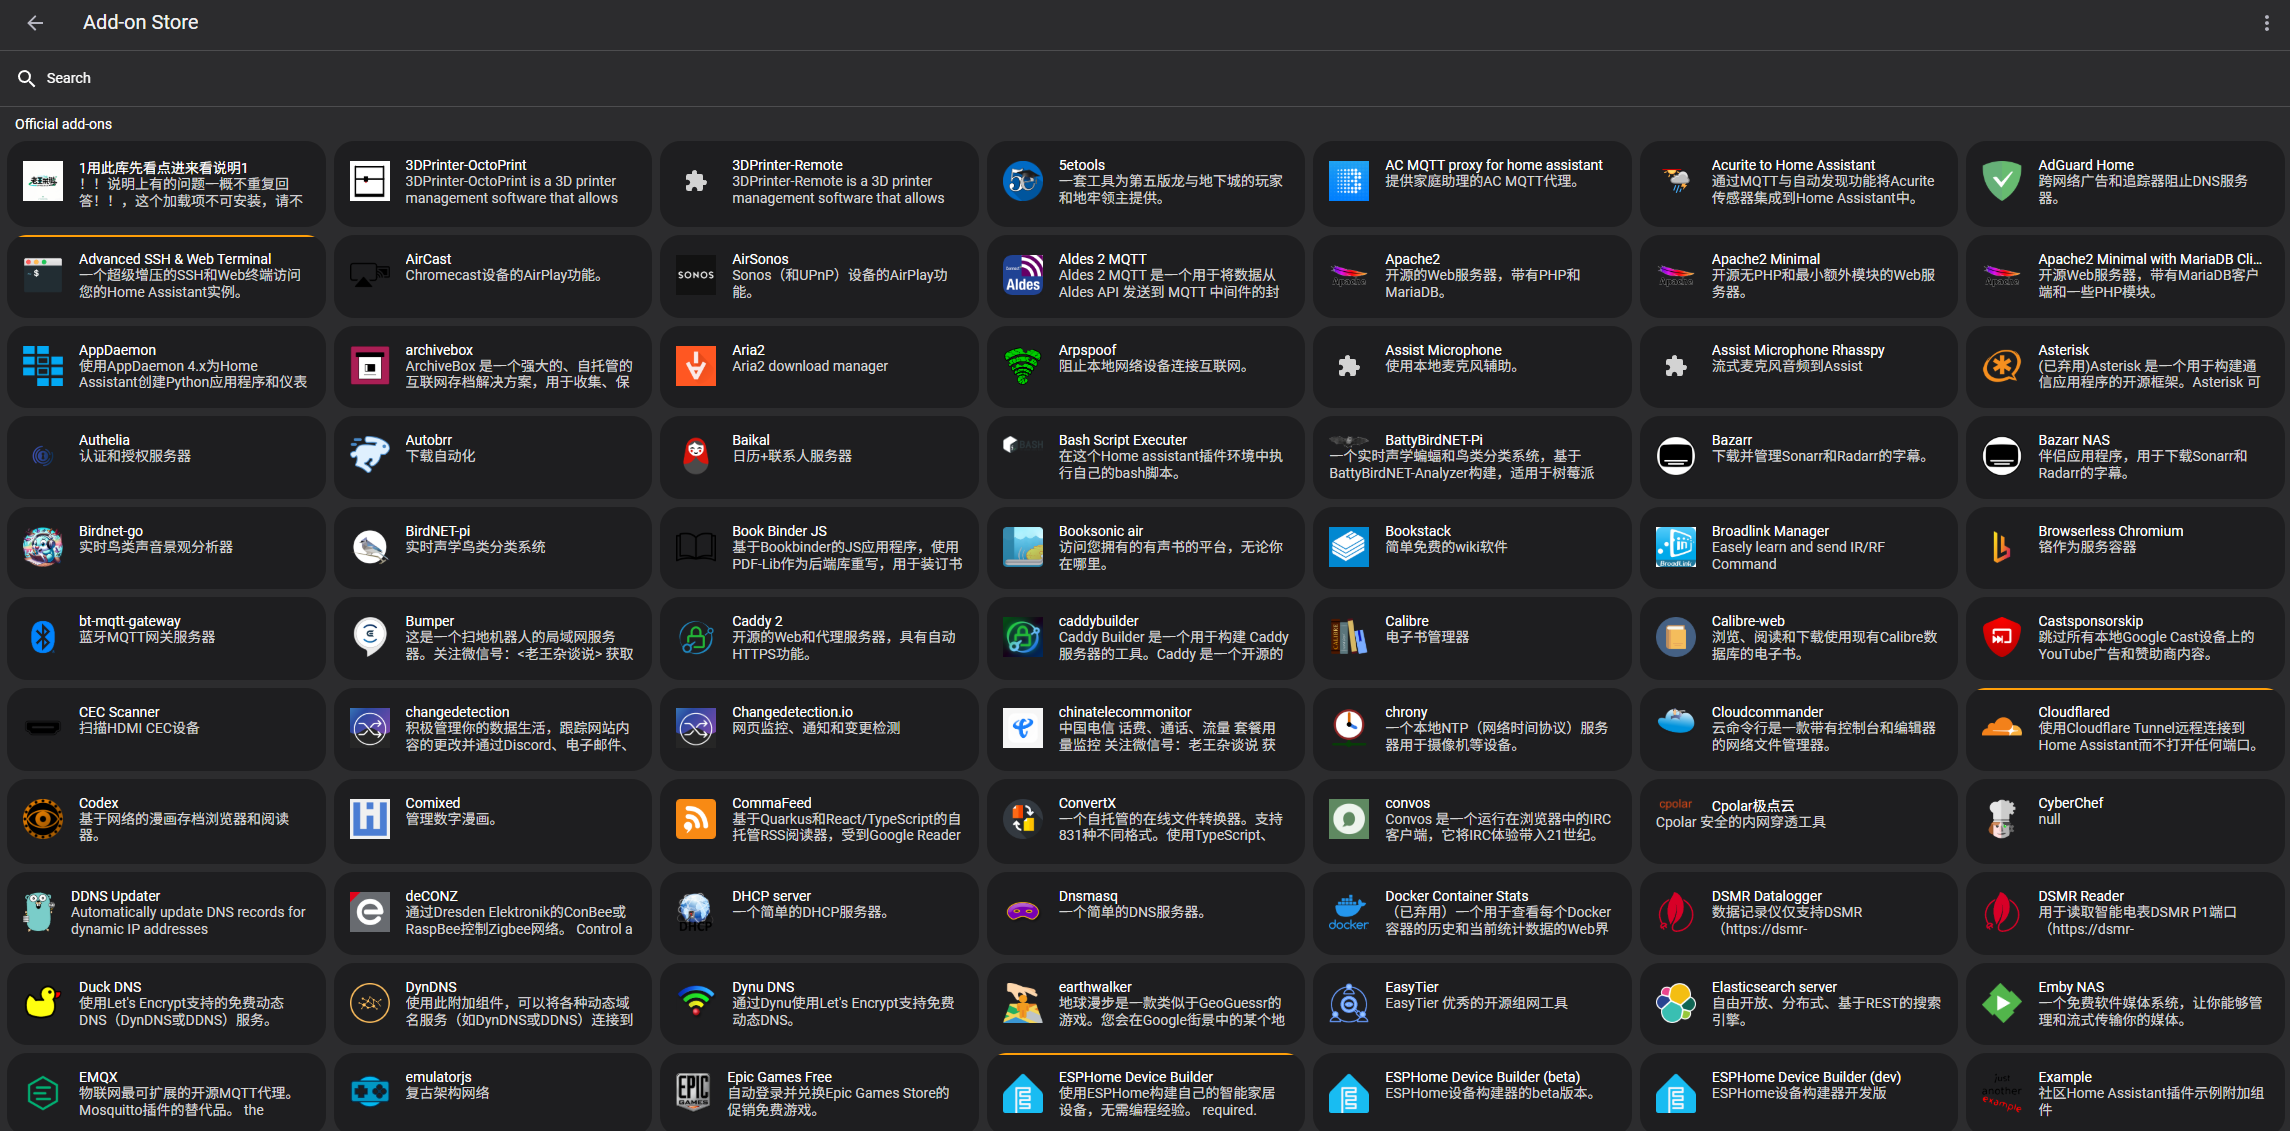 Add-on Store
Search
Official add-ons
1用此库先看点进来看说明1
！！说明上有的问题一概不重复回
答！！，这个加载项不可安装，请不
3DPrinter-OctoPrint
3DPrinter-OctoPrint is a 3D printer
management software that allows
3DPrinter-Remote
3DPrinter-Remote is a 3D printer
management software that allows
5etools
一套工具为第五版龙与地下城的玩家
和地牢领主提供。
AC MQTT proxy for home assistant
提供家庭助理的AC MQTT代理。
Acurite to Home Assistant
通过MQTT与自动发现功能将Acurite
传感器集成到Home Assistant中。
AdGuard Home
跨网络广告和追踪器阻止DNS服务
器。
Advanced SSH & Web Terminal
一个超级增压的SSH和Web终端访问
您的Home Assistant实例。
AirCast
Chromecast设备的AirPlay功能。
SONOS
AirSonos
Sonos（和UPnP）设备的AirPlay功
能。
Aldes
Aldes 2 MQTT
Aldes 2 MQTT 是一个用于将数据从
Aldes API 发送到 MQTT 中间件的封
Apache
Apache2
开源的Web服务器，带有PHP和
MariaDB。
Apache
Apache2 Minimal
开源无PHP和最小额外模块的Web服
务器。
Apache
Apache2 Minimal with MariaDB Cli...
开源Web服务器，带有MariaDB客户
端和一些PHP模块。
AppDaemon
使用AppDaemon 4.x为Home
Assistant创建Python应用程序和仪表
archivebox
ArchiveBox 是一个强大的、自托管的
互联网存档解决方案，用于收集、保
Aria2
Aria2 download manager
Arpspoof
阻止本地网络设备连接互联网。
Assist Microphone
使用本地麦克风辅助。
Assist Microphone Rhasspy
流式麦克风音频到Assist
Asterisk
(已弃用)Asterisk 是一个用于构建通
信应用程序的开源框架。Asterisk 可
Authelia
认证和授权服务器
Autobrr
下载自动化
Baikal
日历+联系人服务器
BASH
Bash Script Executer
在这个Home assistant插件环境中执
行自己的bash脚本。
BattyBirdNET-Pi
一个实时声学蝙蝠和鸟类分类系统，基于
BattyBirdNET-Analyzer构建，适用于树莓派
Bazarr
下载并管理Sonarr和Radarr的字幕。
Bazarr NAS
伴侣应用程序，用于下载Sonarr和
Radarr的字幕。
Birdnet-go
实时鸟类声音景观分析器
BirdNET-pi
实时声学鸟类分类系统
Book Binder JS
基于Bookbinder的JS应用程序，使用
PDF-Lib作为后端库重写，用于装订书
Booksonic air
访问您拥有的有声书的平台，无论你
在哪里。
Bookstack
简单免费的wiki软件
BroadLink
Broadlink Manager
Easely learn and send IR/RF
Command
Browserless Chromium
铬作为服务容器
bt-mqtt-gateway
蓝牙MQTT网关服务器
Bumper
这是一个扫地机器人的局域网服务
器。关注微信号：<老王杂谈说> 获取
Caddy 2
开源的Web和代理服务器，具有自动
HTTPS功能。
caddybuilder
Caddy Builder 是一个用于构建 Caddy
服务器的工具。Caddy 是一个开源的
Calibre
电子书管理器
Calibre-web
浏览、阅读和下载使用现有Calibre数
据库的电子书。
Castsponsorskip
跳过所有本地Google Cast设备上的
YouTube广告和赞助商内容。
CEC Scanner
扫描HDMI CEC设备
changedetection
积极管理你的数据生活，跟踪网站内
容的更改并通过Discord、电子邮件、
Changedetection.io
网页监控、通知和变更检测
chinatelecommonitor
中国电信 话费、通话、流量 套餐用
量监控 关注微信号：老王杂谈说 获
chrony
一个本地NTP（网络时间协议）服务
器用于摄像机等设备。
Cloudcommander
云命令行是一款带有控制台和编辑器
的网络文件管理器。
Cloudflared
使用Cloudflare Tunnel远程连接到
Home Assistant而不打开任何端口。
Codex
基于网络的漫画存档浏览器和阅读
器。
Comixed
管理数字漫画。
CommaFeed
基于Quarkus和React/TypeScript的自
托管RSS阅读器，受到Google Reader
ConvertX
一个自托管的在线文件转换器。支持
831种不同格式。使用TypeScript、
convos
Convos 是一个运行在浏览器中的IRC
客户端，它将IRC体验带入21世纪。
cpolar
Cpolar极点云
Cpolar 安全的内网穿透工具
CyberChef
null
DDNS Updater
Automatically update DNS records for
dynamic IP addresses
deCONZ
通过Dresden Elektronik的ConBee或
RaspBee控制Zigbee网络。 Control a
DHCP
DHCP server
一个简单的DHCP服务器。
Dnsmasq
一个简单的DNS服务器。
docker
Docker Container Stats
（已弃用）一个用于查看每个Docker
容器的历史和当前统计数据的Web界
DSMR Datalogger
数据记录仪仅支持DSMR
（https://dsmr-
DSMR Reader
用于读取智能电表DSMR P1端口
（https://dsmr-
Duck DNS
使用Let's Encrypt支持的免费动态
DNS（DynDNS或DDNS）服务。
DynDNS
使用此附加组件，可以将各种动态域
名服务（如DynDNS或DDNS）连接到
Dynu DNS
通过Dynu使用Let's Encrypt支持免费
动态DNS。
earthwalker
地球漫步是一款类似于GeoGuessr的
游戏。您会在Google街景中的某个地
EasyTier
EasyTier 优秀的开源组网工具
Elasticsearch server
自由开放、分布式、基于REST的搜索
引擎。
Emby NAS
一个免费软件媒体系统，让你能够管
理和流式传输你的媒体。
EMQX
物联网最可扩展的开源MQTT代理。
Mosquitto插件的替代品。 the
emulatorjs
复古架构网络
EPIC
GAMES
Epic Games Free
自动登录并兑换Epic Games Store的
促销免费游戏。
ESPHome Device Builder
使用ESPHome构建自己的智能家居
设备，无需编程经验。 required.
ESPHome Device Builder (beta)
ESPHome设备构建器的beta版本。
ESPHome Device Builder (dev)
ESPHome设备构建器开发版
Just
another
example
Example
社区Home Assistant插件示例附加组
件